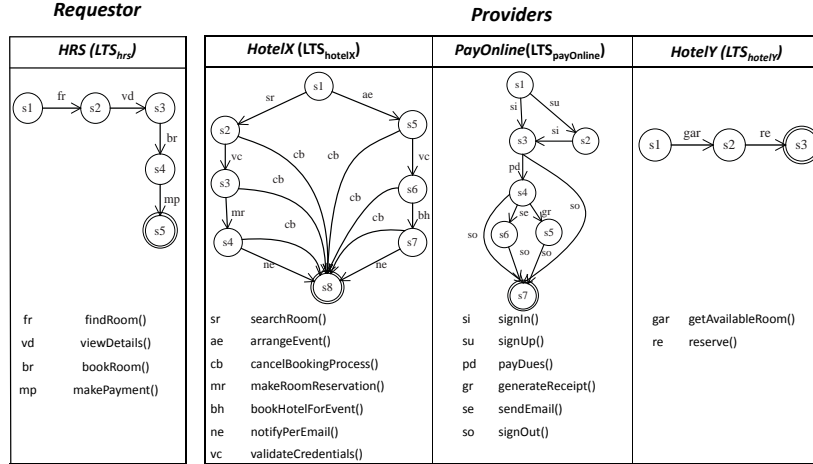 Requestor
Providers
HRS (LTShrs)
HotelX (LTShotelX)
PayOnline(LTSpayOnline)
HotelY (LTShotelY)
s1
fr
s2
vd
s3
br
s4
mp
s5
s1
sr
ae
s2
s5
cb
cb
vc
vc
s3
s6
cb
cb
mr
bh
s4
s7
cb
cb
ne
ne
s8
s1
si
su
s3
si
s2
pd
s4
se
gr
so
so
s6
s5
so
so
s7
s1
gar
s2
re
s3
fr findRoom()
vd viewDetails()
br bookRoom()
mp makePayment()
sr searchRoom()
ae arrangeEvent()
cb cancelBookingProcess()
mr makeRoomReservation()
bh bookHotelForEvent()
ne notifyPerEmail()
vc validateCredentials()
si signIn()
su signUp()
pd payDues()
gr generateReceipt()
se sendEmail()
so signOut()
gar getAvailableRoom()
re reserve()